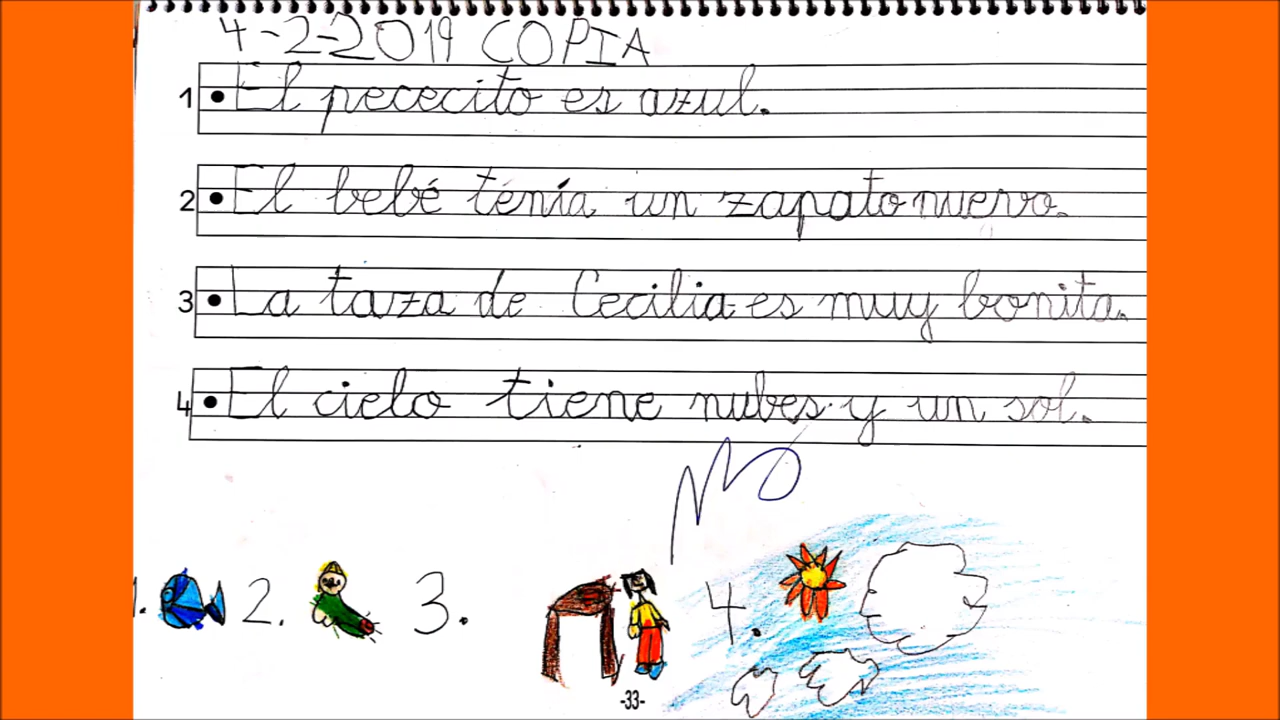 4-2-2019 COPIA
1 • El pececito es azul.
2 • El bebé ténía un zapato nuevo.
3 • La taza de Cecilia es muy bonita.
4 • El cielo tiene nubes y un sol.
1. 2. 3. 4.
-33-